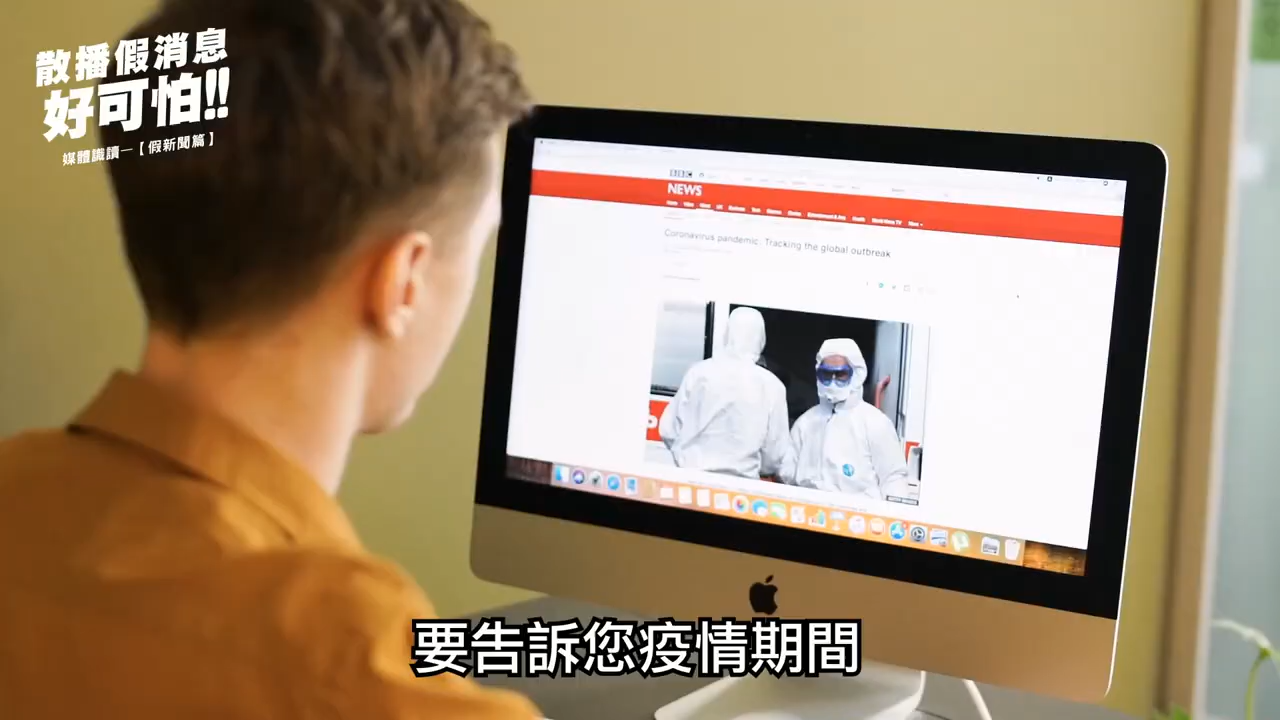 散播假消息
好可怕!!
媒體識讀—【假新聞篇】
BBC
NEWS
Coronavirus pandemic: Tracking the global outbreak
要告訴您疫情期間